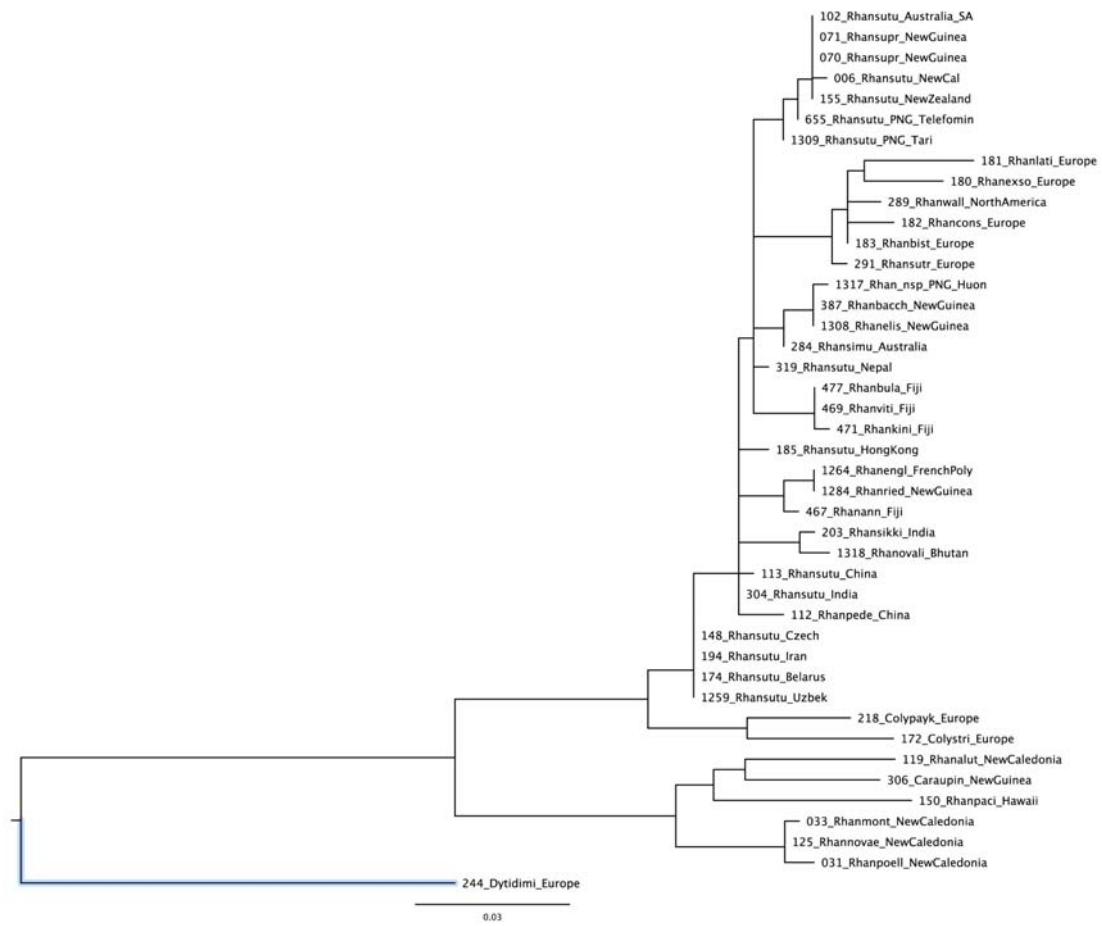 102_Rhansutu_Australia_SA
071_Rhansupr_NewGuinea
070_Rhansupr_NewGuinea
006_Rhansutu_NewCal
155_Rhansutu_NewZealand
655_Rhansutu_PNG_Telefomin
1309_Rhansutu_PNG_Tari
181_Rhanlati_Europe
180_Rhanexso_Europe
289_Rhanwall_NorthAmerica
182_Rhancons_Europe
183_Rhanbist_Europe
291_Rhansutr_Europe
1317_Rhan_nsp_PNG_Huon
387_Rhanbacch_NewGuinea
1308_Rhanelis_NewGuinea
284_Rhansimu_Australia
319_Rhansutu_Nepal
477_Rhanbula_Fiji
469_Rhanviti_Fiji
471_Rhankini_Fiji
185_Rhansutu_HongKong
1264_Rhanengl_FrenchPoly
1284_Rhanried_NewGuinea
467_Rhanann_Fiji
203_Rhansikki_India
1318_Rhanovali_Bhutan
113_Rhansutu_China
304_Rhansutu_India
112_Rhanpede_China
148_Rhansutu_Czech
194_Rhansutu_Iran
174_Rhansutu_Belarus
1259_Rhansutu_Uzbek
218_Colypayk_Europe
172_Colystri_Europe
119_Rhanalut_NewCaledonia
306_Caraupin_NewGuinea
150_Rhanpaci_Hawaii
033_Rhanmont_NewCaledonia
125_Rhannovae_NewCaledonia
031_Rhanpoell_NewCaledonia
244_Dytidimi_Europe
0.03